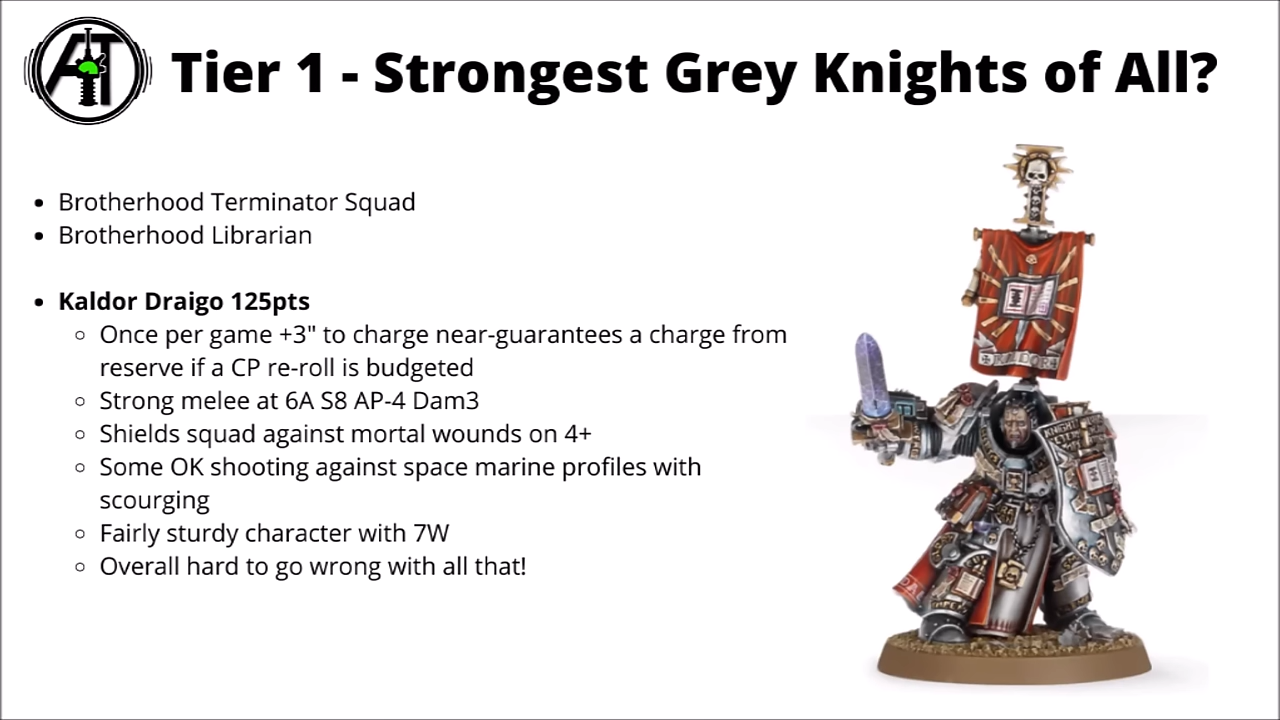 AT
Tier 1 - Strongest Grey Knights of All?
• Brotherhood Terminator Squad
• Brotherhood Librarian
• Kaldor Draigo 125pts
○ Once per game +3" to charge near-guarantees a charge from
reserve if a CP re-roll is budgeted
○ Strong melee at 6A S8 AP-4 Dam3
○ Shields squad against mortal wounds on 4+
○ Some OK shooting against space marine profiles with
scourging
○ Fairly sturdy character with 7W
○ Overall hard to go wrong with all that!